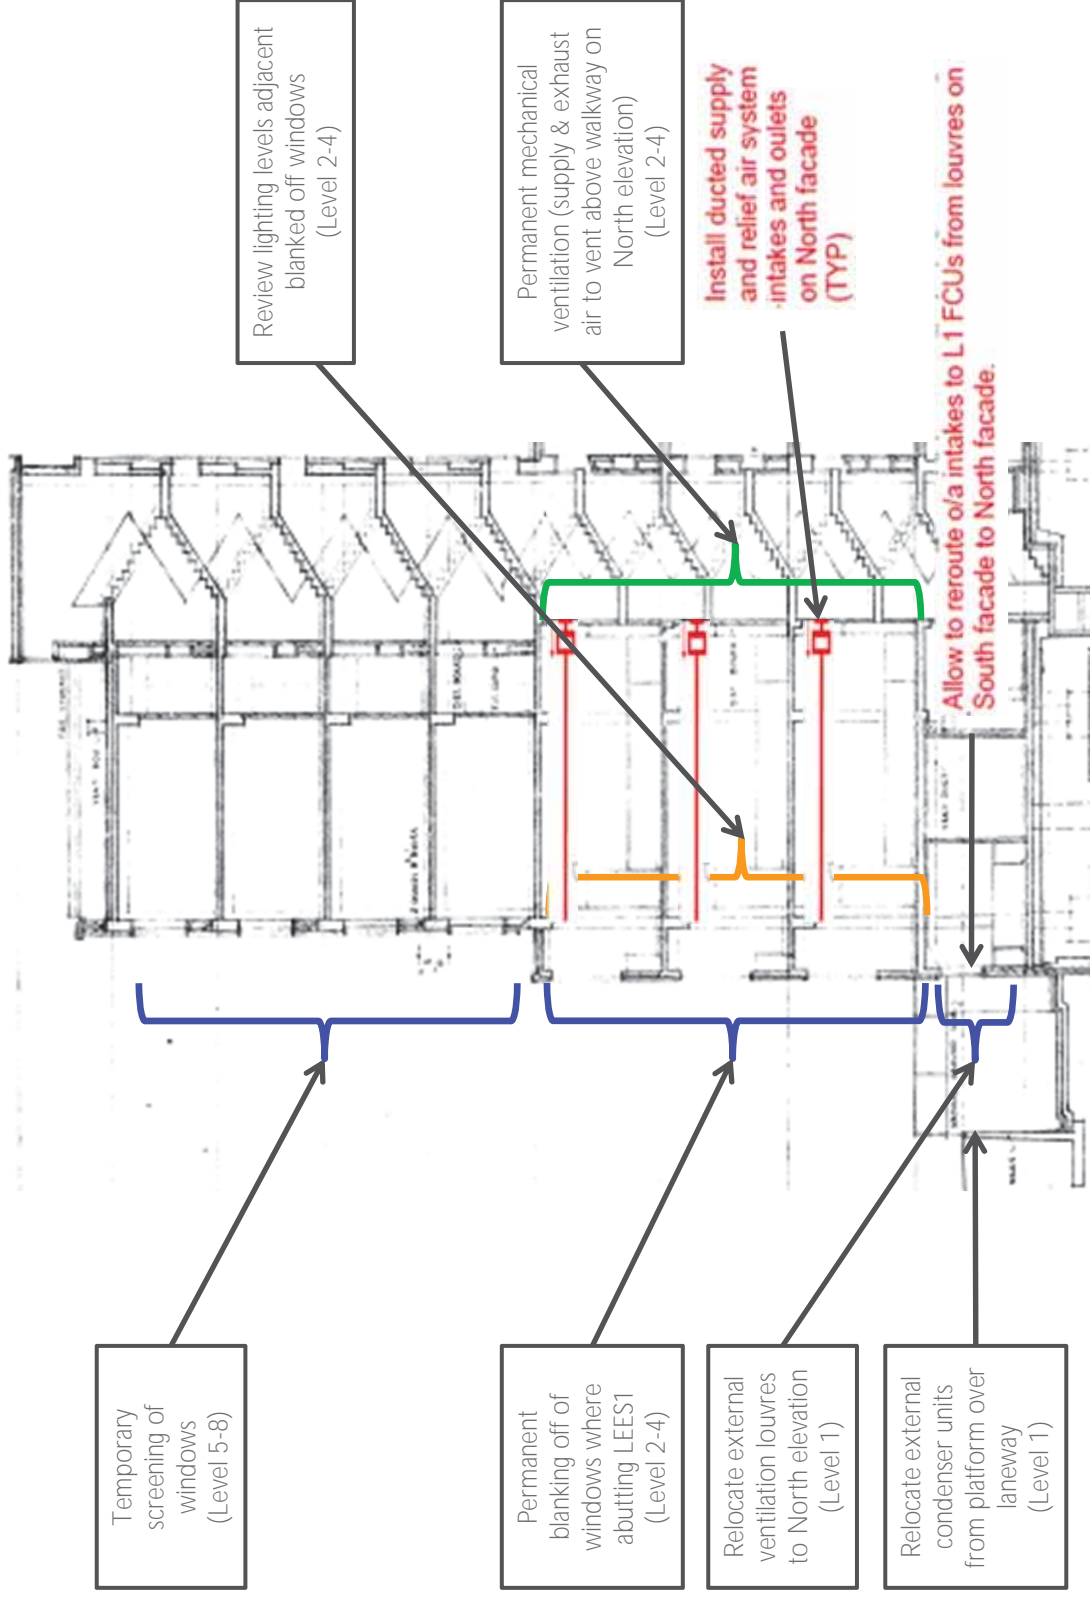 Temporary
screening of
windows
(Level 5-8)
Permanent
blanking off of
windows where
abutting LEES1
(Level 2-4)
Relocate external
ventilation louvres
to North elevation
(Level 1)
Relocate external
condenser units
from platform over
laneway
(Level 1)
Review lighting levels adjacent
blanked off windows
(Level 2-4)
Permanent mechanical
ventilation (supply & exhaust
air to vent above walkway on
North elevation)
(Level 2-4)
Install ducted supply
and relief air system
intakes and oulets
on North facade
(TYP)
Allow to reroute o/a intakes to L1 FCUs from louvres on
South facade to North facade.